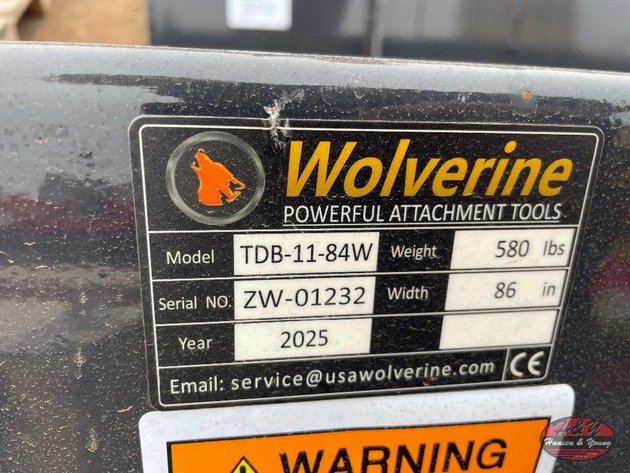 Wolverine
POWERFUL ATTACHMENT TOOLS
Model TDB-11-84W Weight 580 lbs
Serial NO. ZW-01232 Width 86 in
Year 2025
Email: service@usawolverine.com CE
WARNING
H&Y
Hansen & Young